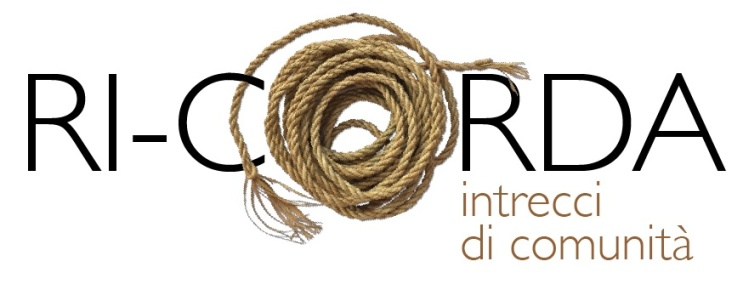 RI-CORDA
intrecci
di comunità